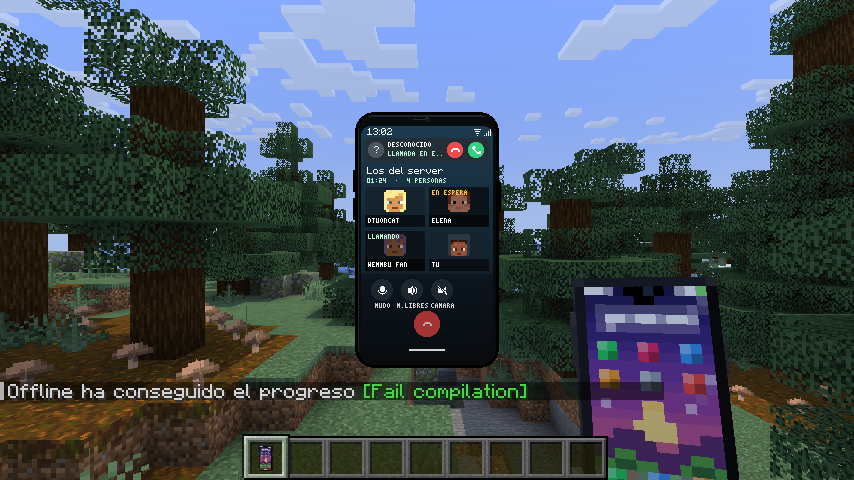 13:02
?
DESCONOCIDO
LLAMADA EN E..
Los del server
01:24 · 4 PERSONAS
DTUONCAT
EN ESPERA
ELENA
LLAMANDO
WEMMBU FAN
TU
MUDO M.LIBRES CAMARA
Offline ha conseguido el progreso [Fail compilation]